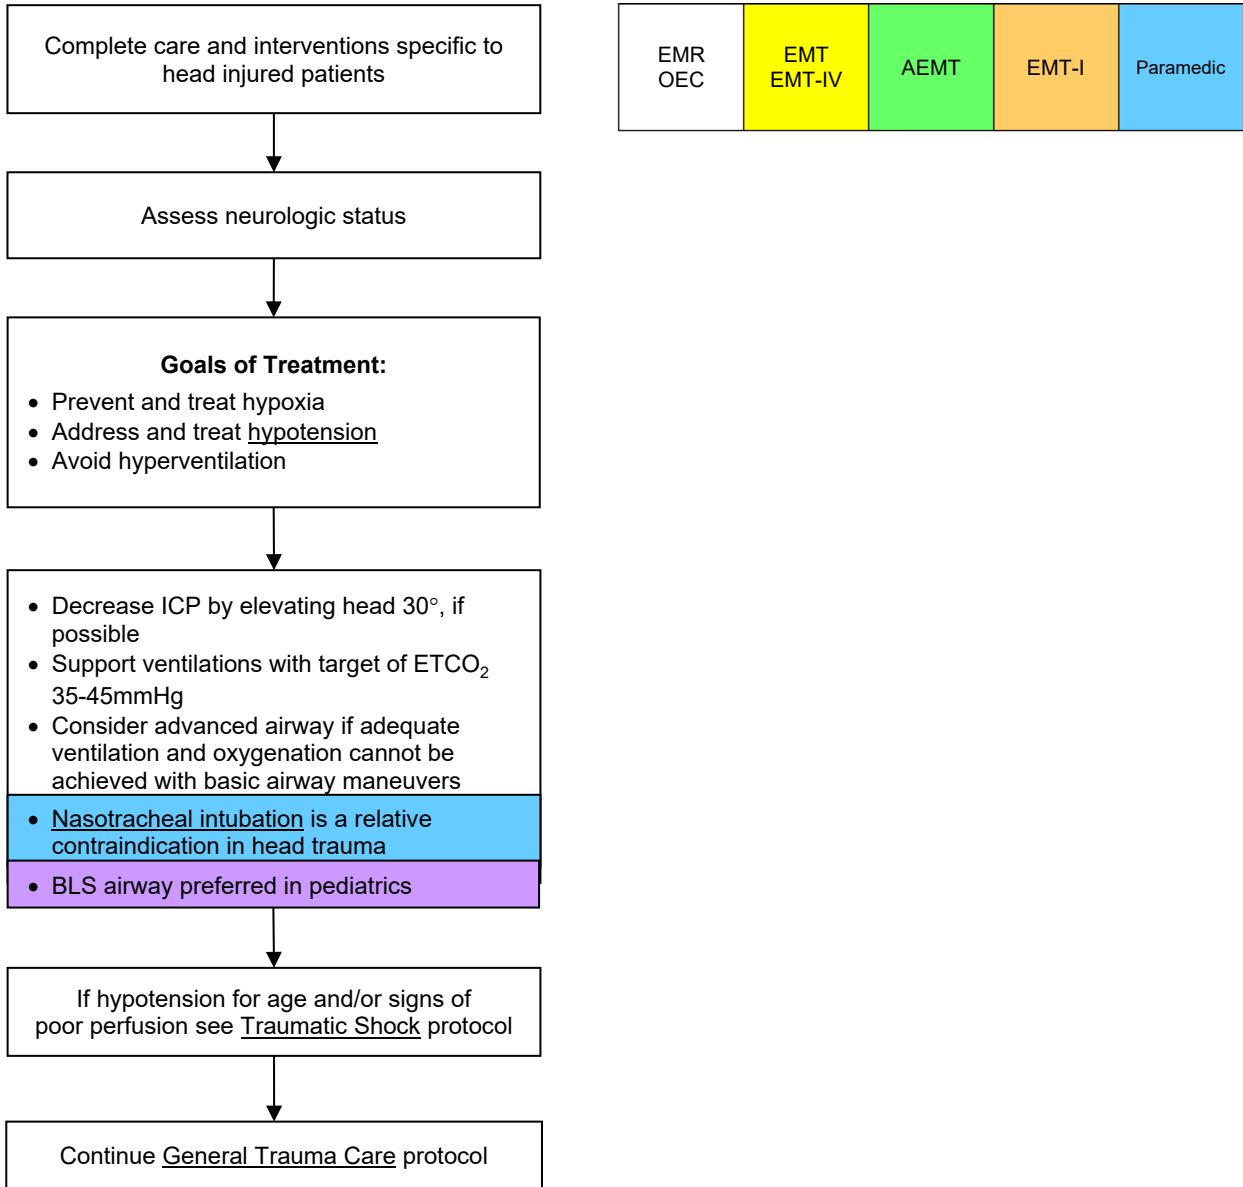 Complete care and interventions specific to
head injured patients
EMR
OEC
EMT
EMT-IV
AEMT
EMT-I
Paramedic
Assess neurologic status
Goals of Treatment:
• Prevent and treat hypoxia
• Address and treat hypotension
• Avoid hyperventilation
• Decrease ICP by elevating head 30°, if
possible
• Support ventilations with target of ETCO₂
35-45mmHg
• Consider advanced airway if adequate
ventilation and oxygenation cannot be
achieved with basic airway maneuvers
• Nasotracheal intubation is a relative
contraindication in head trauma
• BLS airway preferred in pediatrics
If hypotension for age and/or signs of
poor perfusion see Traumatic Shock protocol
Continue General Trauma Care protocol